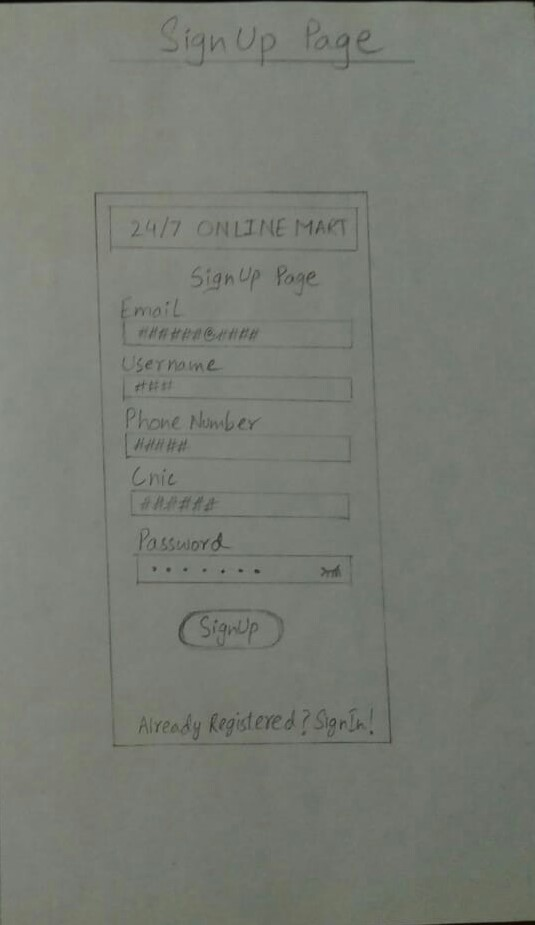 SignUp Page
24/7 ONLINE MART
SignUp Page
Email
######@####
Username
###
Phone Number
#####
Cnic
######
Password
.......
SignUp
Already Registered? SignIn!